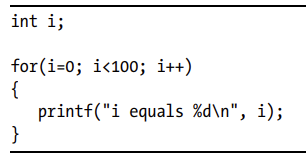 int i;
for(i=0; i<100; i++)
{
   printf("i equals %d\n", i);
}